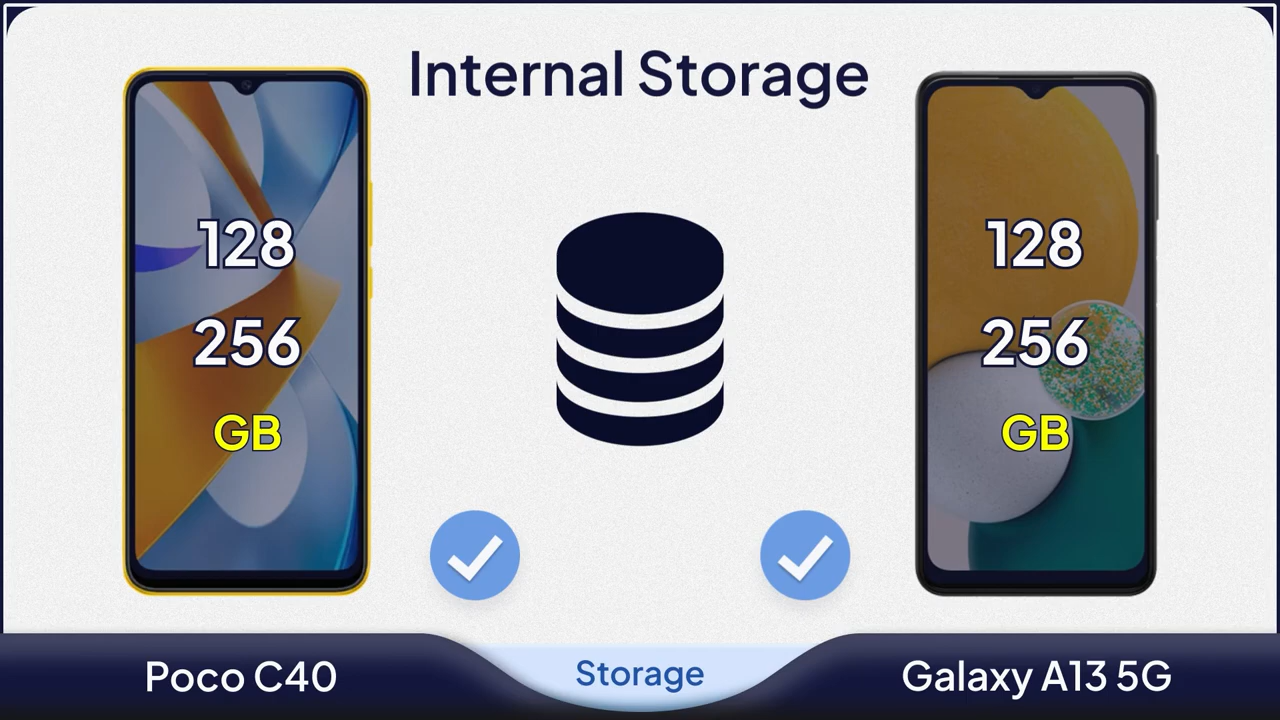 Internal Storage
128
256
GB
128
256
GB
Poco C40
Storage
Galaxy A13 5G